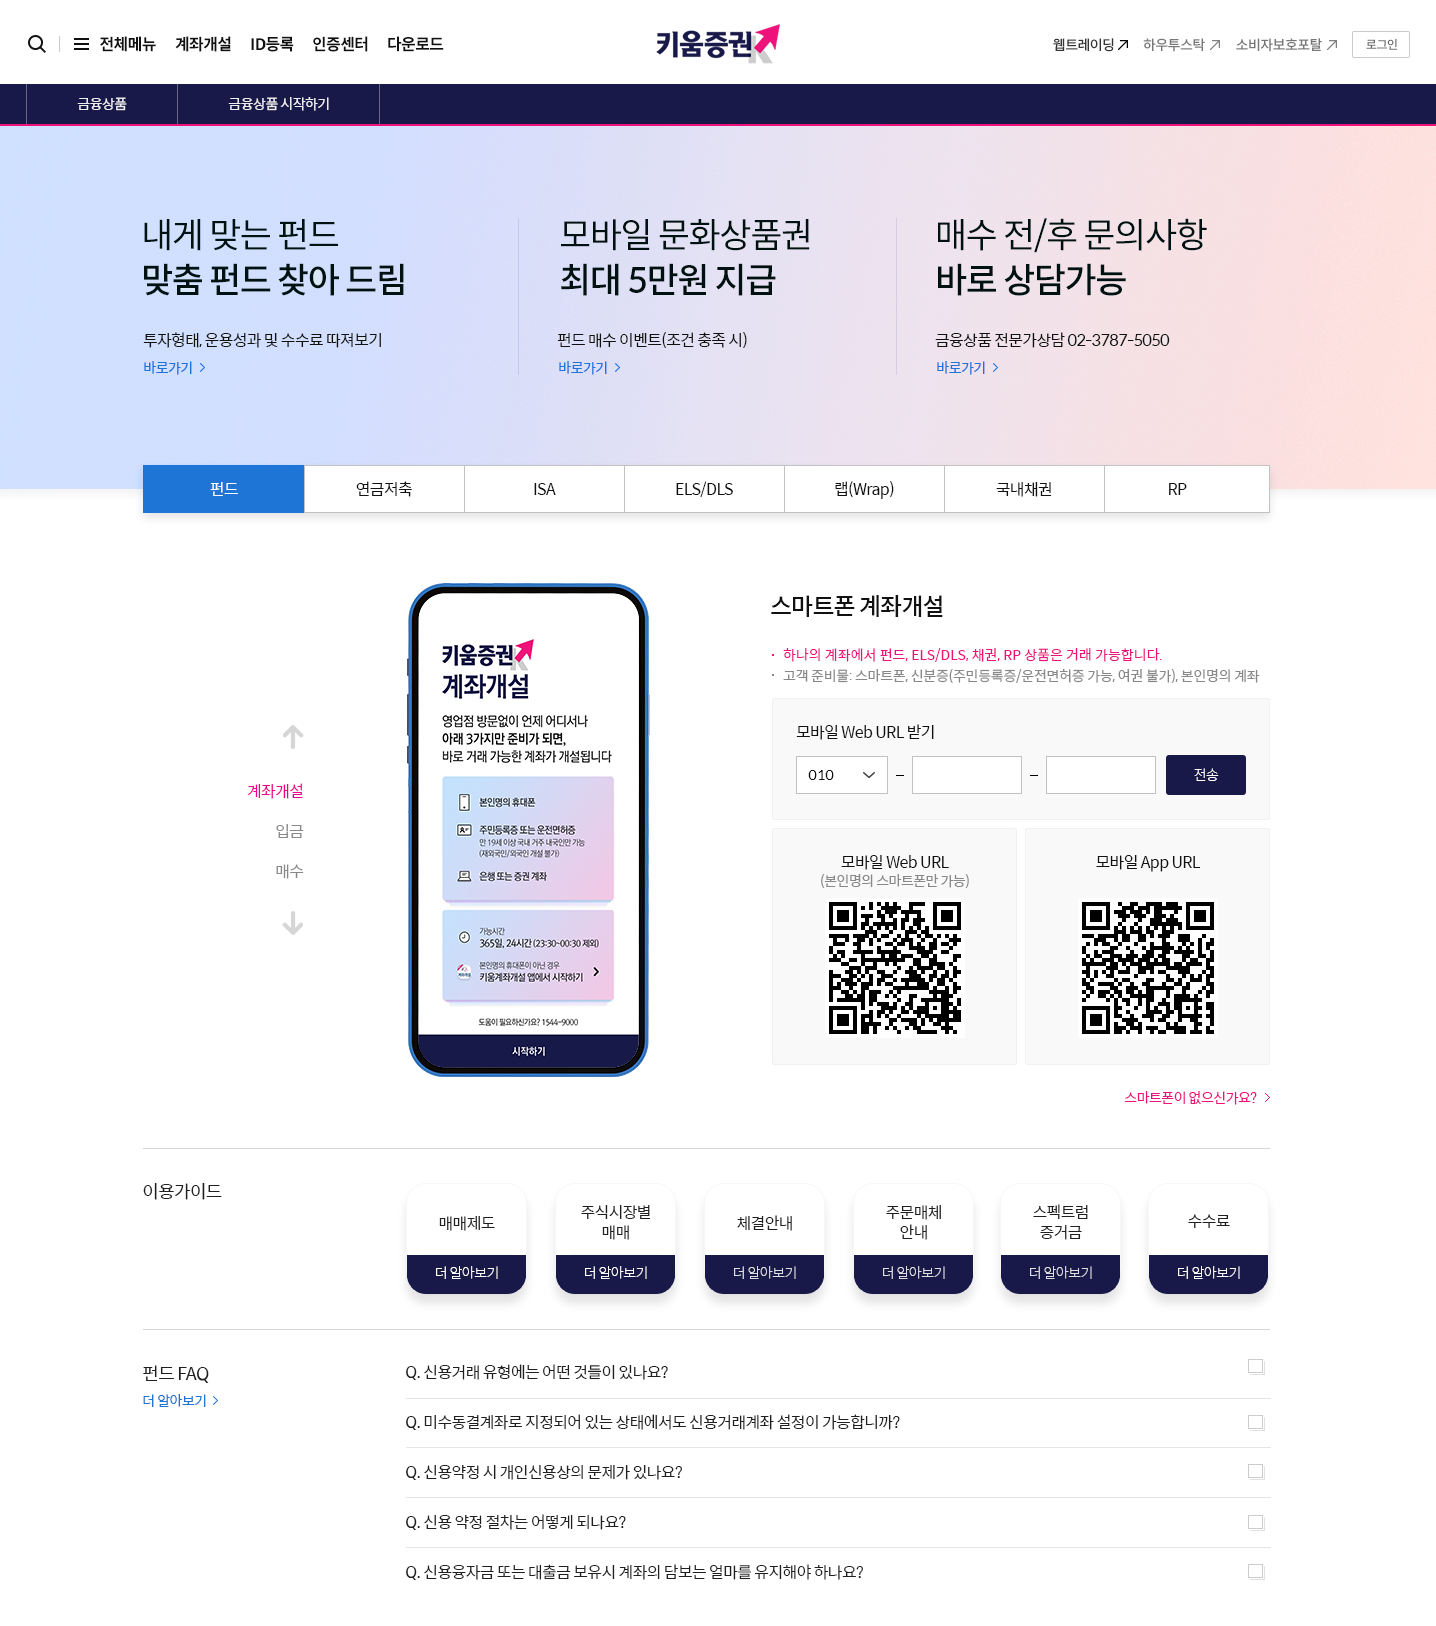 전체메뉴 계좌개설 ID등록 인증센터 다운로드
키움증권
웹트레이딩 하우투스탁 소비자보호포탈 로그인
금융상품 금융상품 시작하기
내게 맞는 펀드
맞춤 펀드 찾아 드림
투자형태, 운용성과 및 수수료 따져보기
바로가기
모바일 문화상품권
최대 5만원 지급
펀드 매수 이벤트(조건 충족 시)
바로가기
매수 전/후 문의사항
바로 상담가능
금융상품 전문가상담 02-3787-5050
바로가기
펀드 연금저축 ISA ELS/DLS 랩(Wrap) 국내채권 RP
계좌개설
입금
매수
키움증권
계좌개설
영업점 방문없이 언제 어디서나
아래 3가지만 준비가 되면,
바로 거래 가능한 계좌가 개설됩니다
본인명의 휴대폰
주민등록증 또는 운전면허증
만 19세 이상 국내 거주 내국인만 가능
(재외국민/외국인 개설 불가)
은행 또는 증권 계좌
가능시간
365일, 24시간 (23:30~00:30 제외)
본인명의 휴대폰이 아닌 경우
키움계좌개설 앱에서 시작하기
도움이 필요하신가요? 1544-9000
시작하기
스마트폰 계좌개설
· 하나의 계좌에서 펀드, ELS/DLS, 채권, RP 상품은 거래 가능합니다.
· 고객 준비물: 스마트폰, 신분증(주민등록증/운전면허증 가능, 여권 불가), 본인명의 계좌
모바일 Web URL 받기
010 – – 전송
모바일 Web URL
(본인명의 스마트폰만 가능)
모바일 App URL
스마트폰이 없으신가요?
이용가이드
매매제도
더 알아보기
주식시장별
매매
더 알아보기
체결안내
더 알아보기
주문매체
안내
더 알아보기
스펙트럼
증거금
더 알아보기
수수료
더 알아보기
펀드 FAQ
더 알아보기
Q. 신용거래 유형에는 어떤 것들이 있나요?
Q. 미수동결계좌로 지정되어 있는 상태에서도 신용거래계좌 설정이 가능합니까?
Q. 신용약정 시 개인신용상의 문제가 있나요?
Q. 신용 약정 절차는 어떻게 되나요?
Q. 신용융자금 또는 대출금 보유시 계좌의 담보는 얼마를 유지해야 하나요?